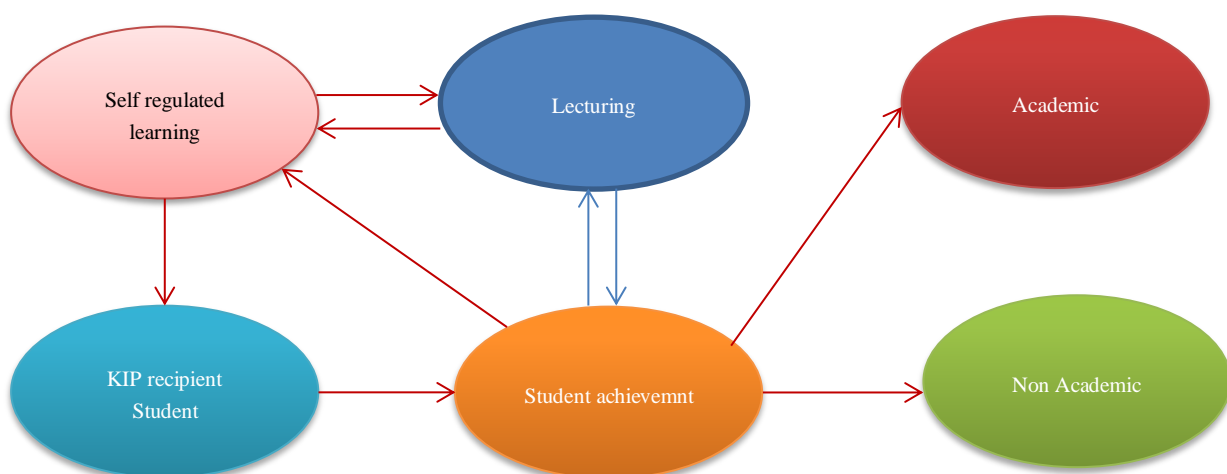 Self regulated
learning
Lecturing
Academic
KIP recipient
Student
Student achievemnt
Non Academic